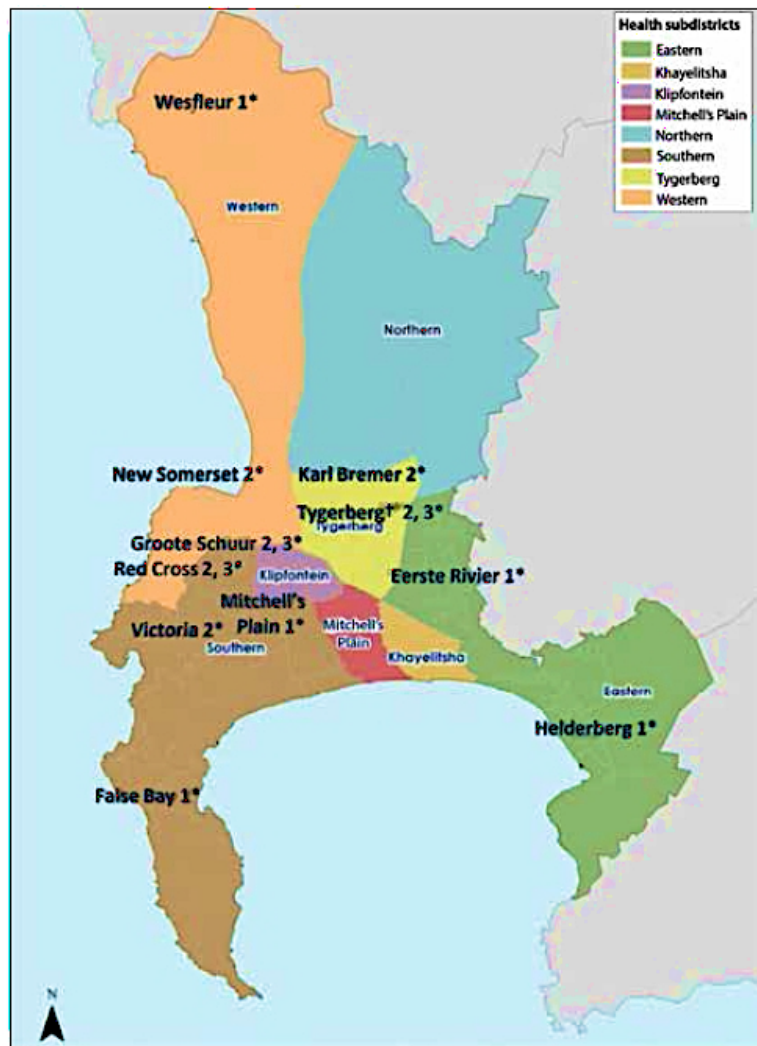 Health subdistricts
Eastern
Khayelitsha
Klipfontein
Mitchell's Plain
Northern
Southern
Tygerberg
Western
Wesfleur 1*
Western
Northern
New Somerset 2*
Karl Bremer 2*
Tygerberg† 2, 3*
Tygerberg
Groote Schuur 2, 3*
Red Cross 2, 3*
Klipfontein
Eerste Rivier 1*
Mitchell's
Plain 1*
Victoria 2*
Southern
Mitchell's
Plain
Khayelitsha
Eastern
Helderberg 1*
False Bay 1*
N